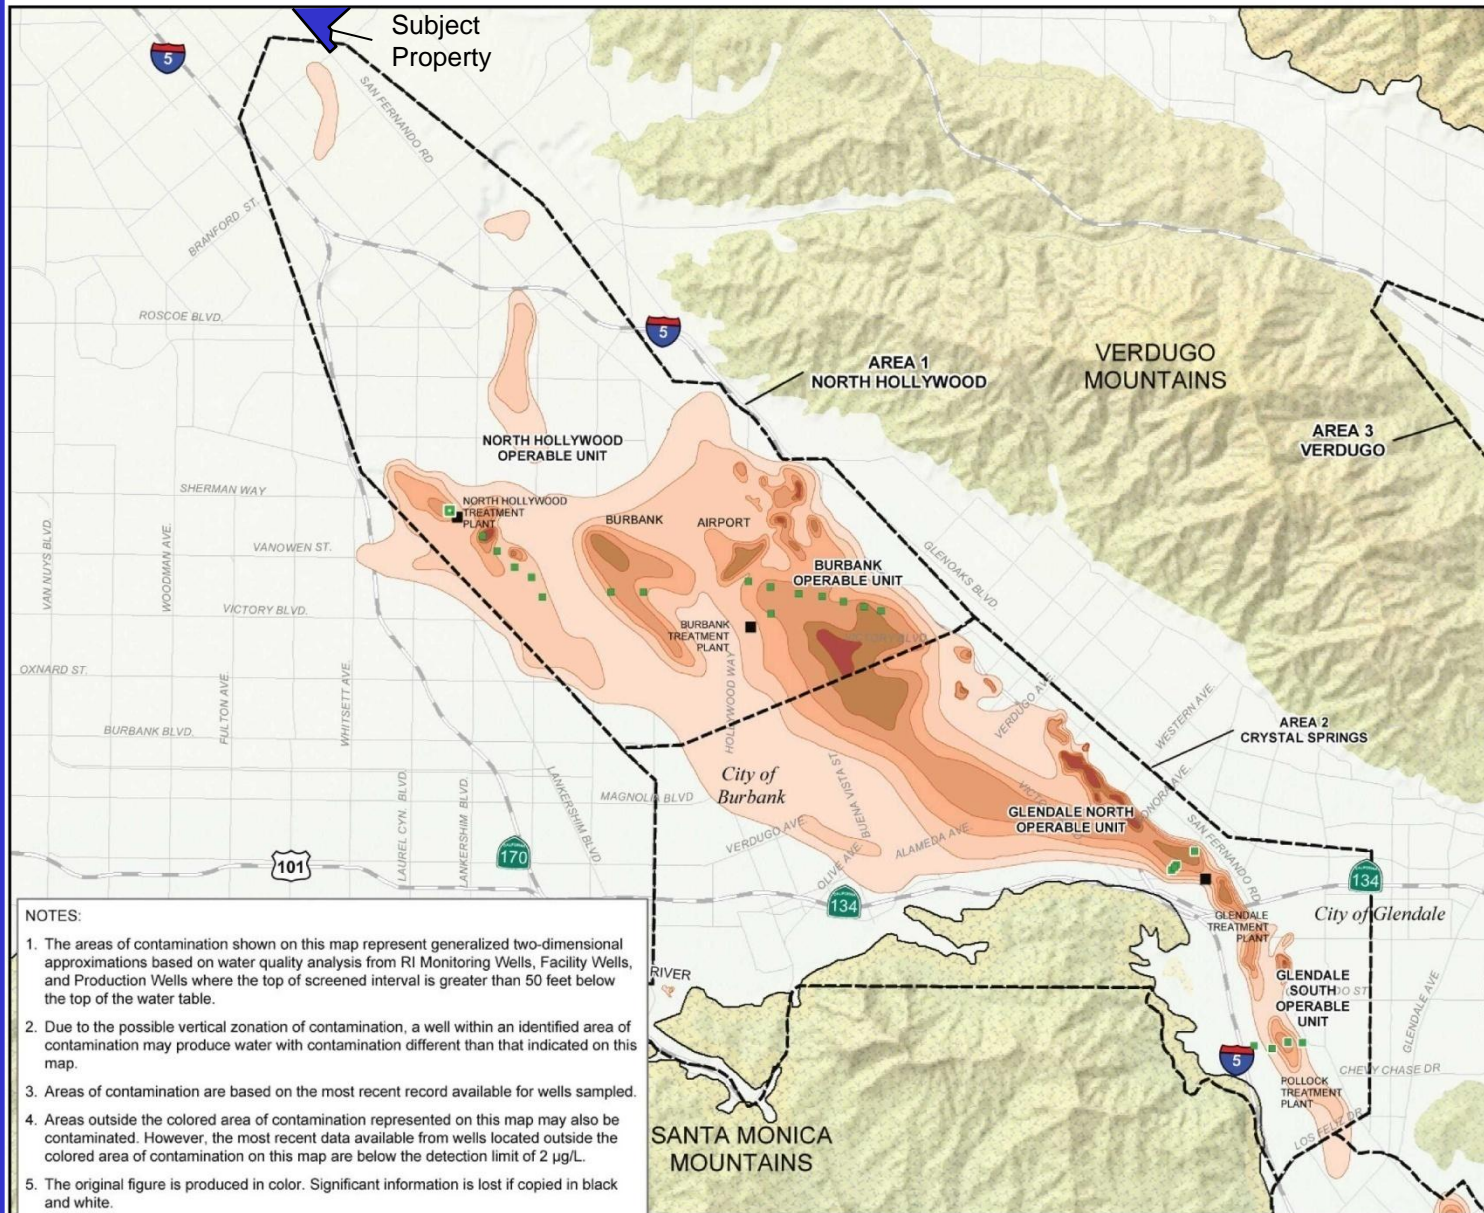 Subject
Property
5
SAN FERNANDO RD
BRANFORD ST.
ROSCOE BLVD.
5
AREA 1
NORTH HOLLYWOOD
VERDUGO
MOUNTAINS
AREA 3
VERDUGO
NORTH HOLLYWOOD
OPERABLE UNIT
SHERMAN WAY
NORTH HOLLYWOOD
TREATMENT
PLANT
BURBANK
AIRPORT
VAN NUYS BLVD.
WOODMAN AVE.
VANOWEN ST.
BURBANK
OPERABLE UNIT
GLENOAKS BLVD.
VICTORY BLVD.
BURBANK
TREATMENT
PLANT
VICTORY BLVD.
OXNARD ST.
FULTON AVE.
WHITSETT AVE.
HOLLYWOOD WAY
VERDUGO AVE.
WESTERN AVE.
BURBANK BLVD.
AREA 2
CRYSTAL SPRINGS
LAUREL CYN. BLVD.
LANKERSHIM BLVD.
LANKERSHIM BLVD
MAGNOLIA BLVD
City of
Burbank
BUENA VISTA ST
GLENDALE NORTH
OPERABLE UNIT
SAN FERNANDO RD
VERDUGO AVE.
OLIVE AVE.
ALAMEDA AVE.
101
CALIFORNIA
170
CALIFORNIA
134
CALIFORNIA
134
City of Glendale
GLENDALE
TREATMENT
PLANT
GLENDALE
SOUTH
OPERABLE
UNIT
GLENDALE AVE
5
CHEVY CHASE DR
POLLOCK
TREATMENT
PLANT
LOS FELIZ DR
RIVER
SANTA MONICA
MOUNTAINS
NOTES:
1. The areas of contamination shown on this map represent generalized two-dimensional
approximations based on water quality analysis from RI Monitoring Wells, Facility Wells,
and Production Wells where the top of screened interval is greater than 50 feet below
the top of the water table.
2. Due to the possible vertical zonation of contamination, a well within an identified area of
contamination may produce water with contamination different than that indicated on this
map.
3. Areas of contamination are based on the most recent record available for wells sampled.
4. Areas outside the colored area of contamination represented on this map may also be
contaminated. However, the most recent data available from wells located outside the
colored area of contamination on this map are below the detection limit of 2 µg/L.
5. The original figure is produced in color. Significant information is lost if copied in black
and white.